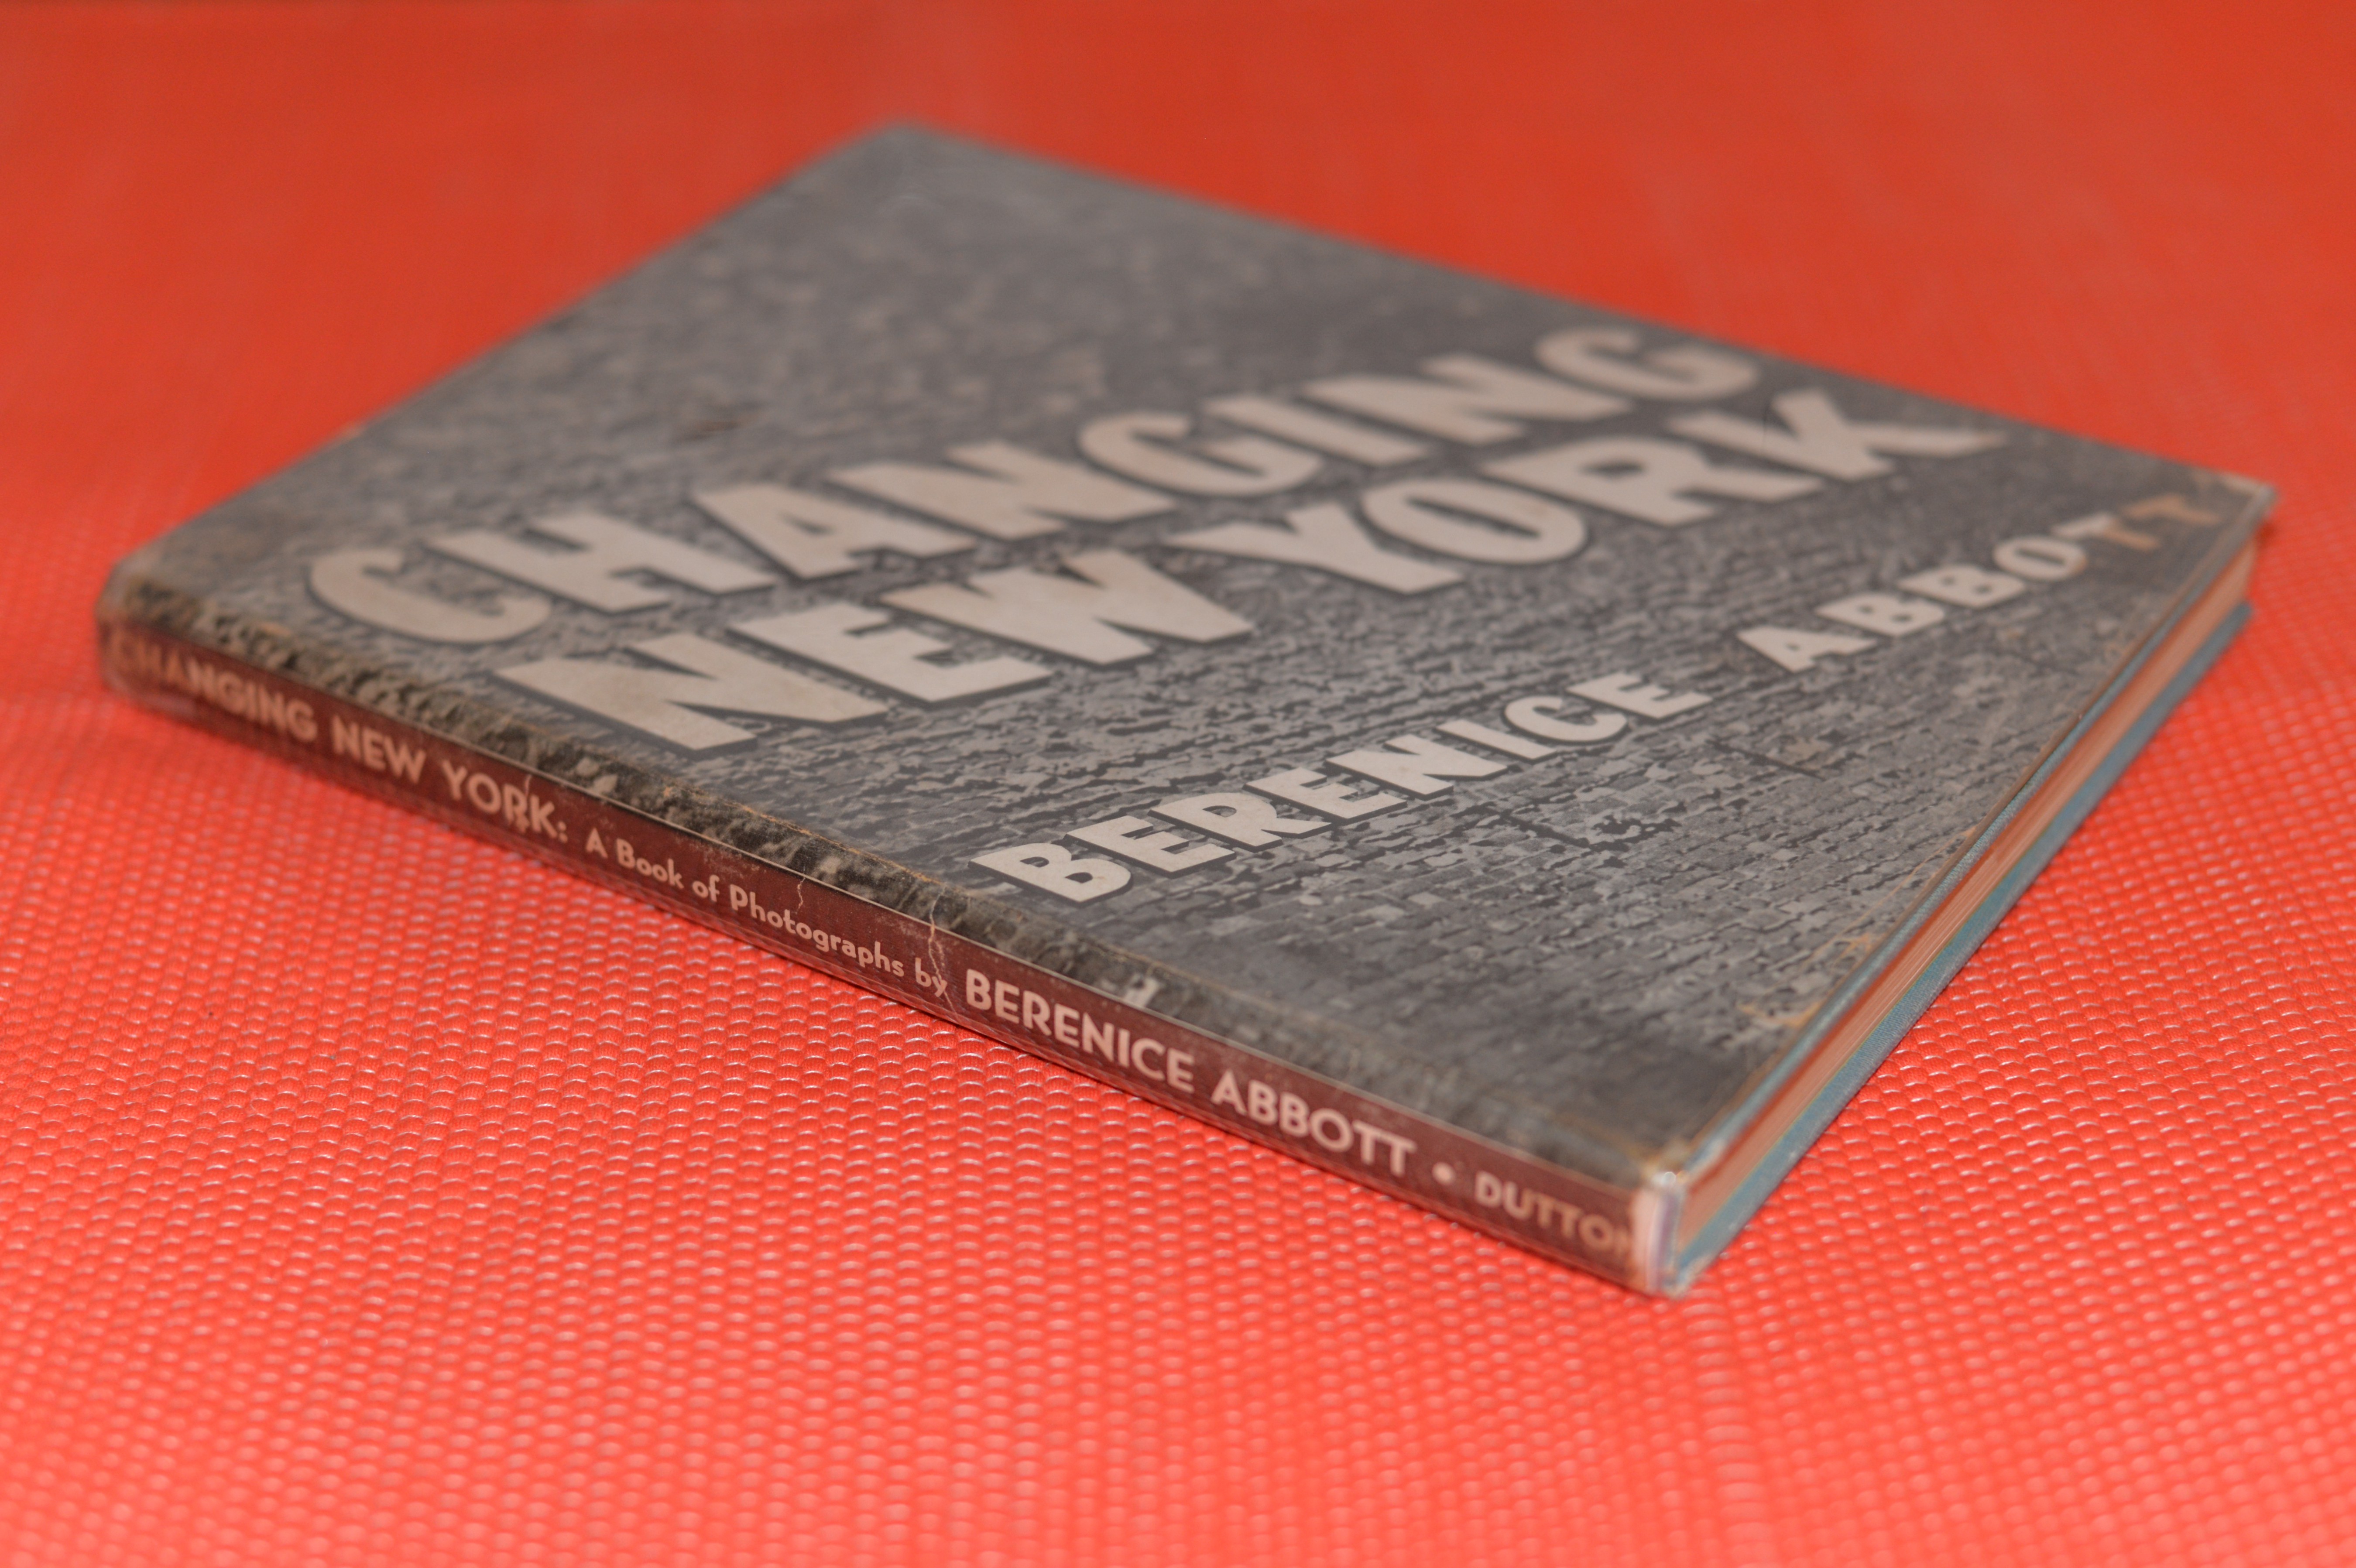 CHANGING
NEW YORK
BERENICE ABBOTT
CHANGING NEW YORK: A Book of Photographs by BERENICE ABBOTT • DUTTON